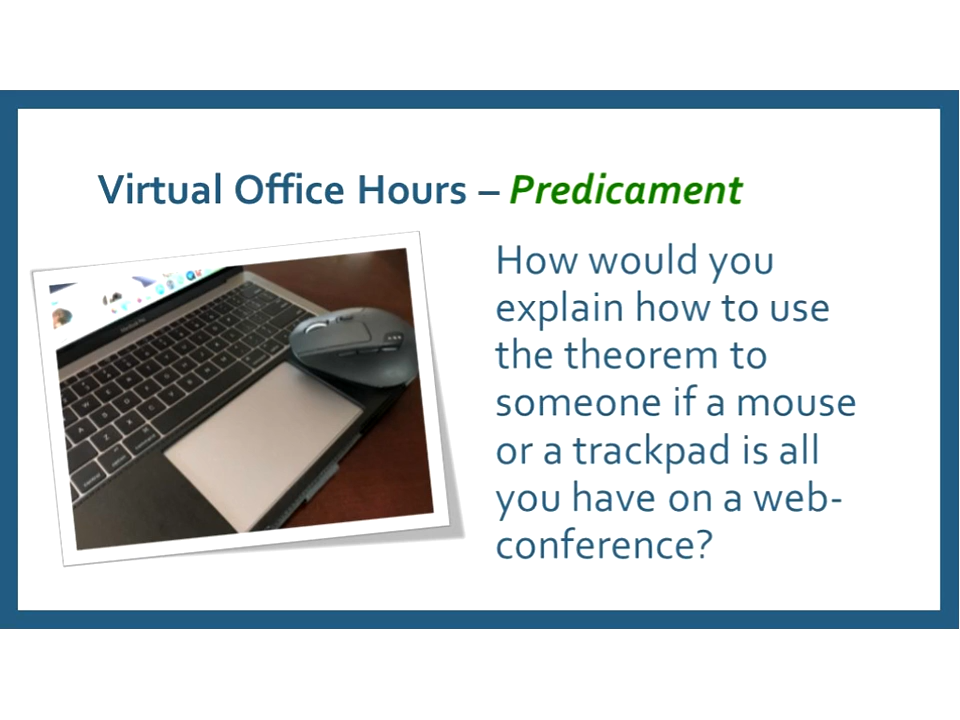 Virtual Office Hours – Predicament
How would you
explain how to use
the theorem to
someone if a mouse
or a trackpad is all
you have on a web-
conference?